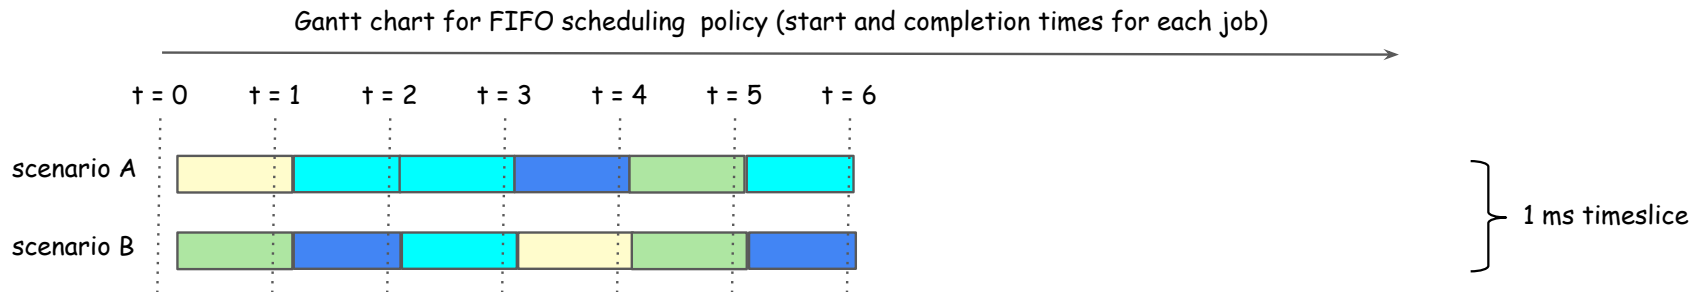 Gantt chart for FIFO scheduling policy (start and completion times for each job)
t = 0 t = 1 t = 2 t = 3 t = 4 t = 5 t = 6
scenario A
1 ms timeslice
scenario B